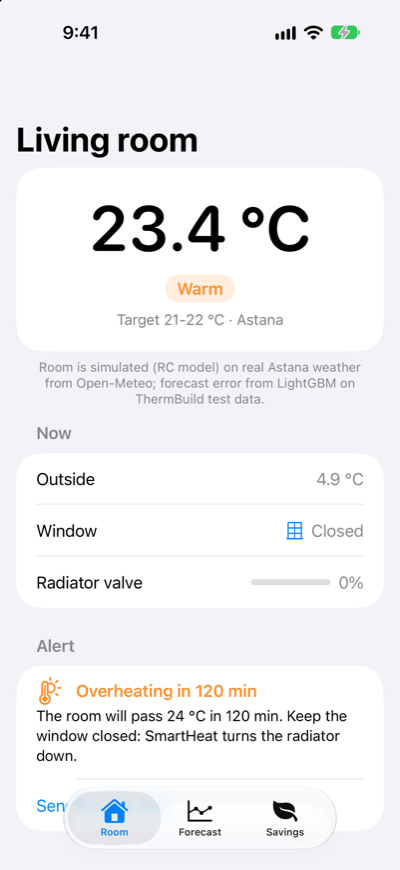 9:41
Living room
23.4 °C
Warm
Target 21-22 °C · Astana
Room is simulated (RC model) on real Astana weather
from Open-Meteo; forecast error from LightGBM on
ThermBuild test data.
Now
Outside 4.9 °C
Window Closed
Radiator valve 0%
Alert
Overheating in 120 min
The room will pass 24 °C in 120 min. Keep the
window closed: SmartHeat turns the radiator
down.
Room Forecast Savings